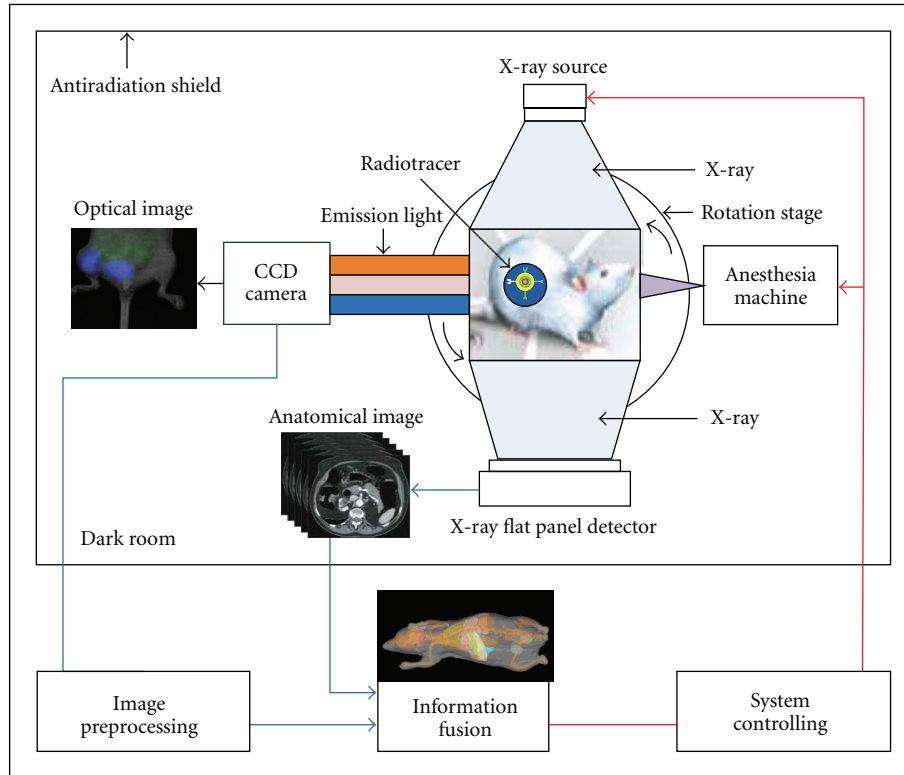 X-ray source
Antiradiation shield
Radiotracer
X-ray
Optical image
Emission light
Rotation stage
CCD
camera
Anesthesia
machine
Anatomical image
X-ray
X-ray flat panel detector
Dark room
Image
preprocessing
Information
fusion
System
controlling